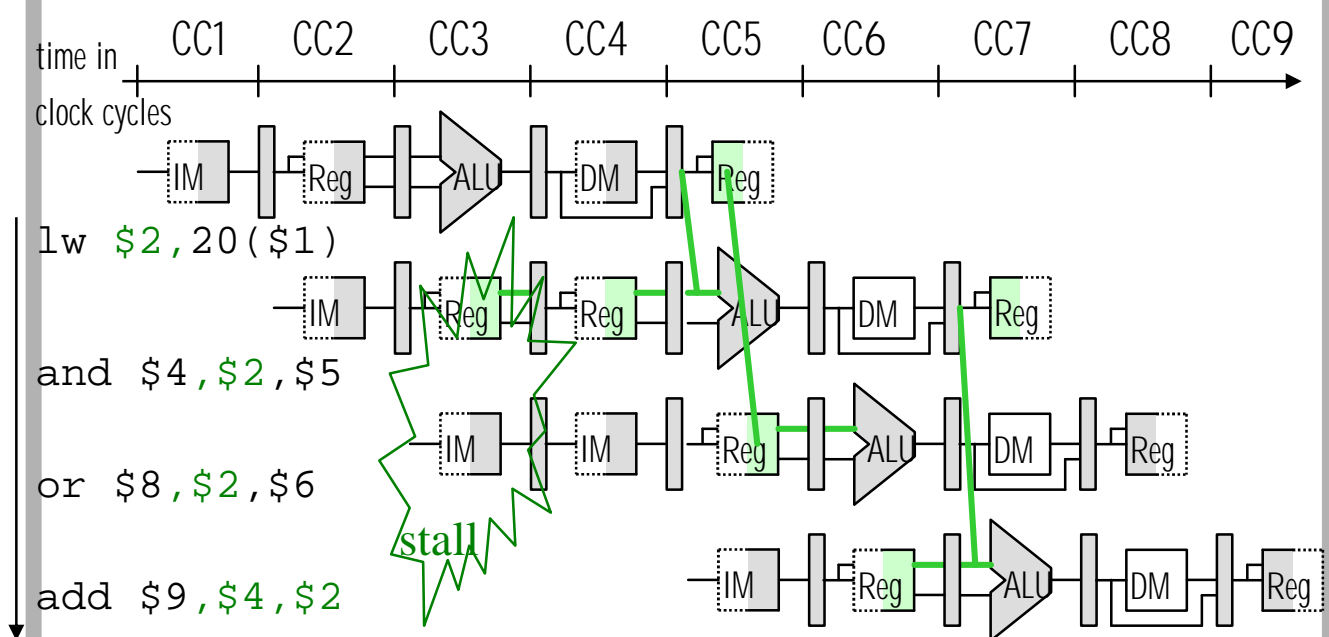 time in CC1 CC2 CC3 CC4 CC5 CC6 CC7 CC8 CC9
clock cycles
IM Reg ALU DM Reg
lw $2,20($1)
IM Reg Reg ALU DM Reg
and $4,$2,$5
IM IM Reg ALU DM Reg
or $8,$2,$6
stall
IM Reg ALU DM Reg
add $9,$4,$2